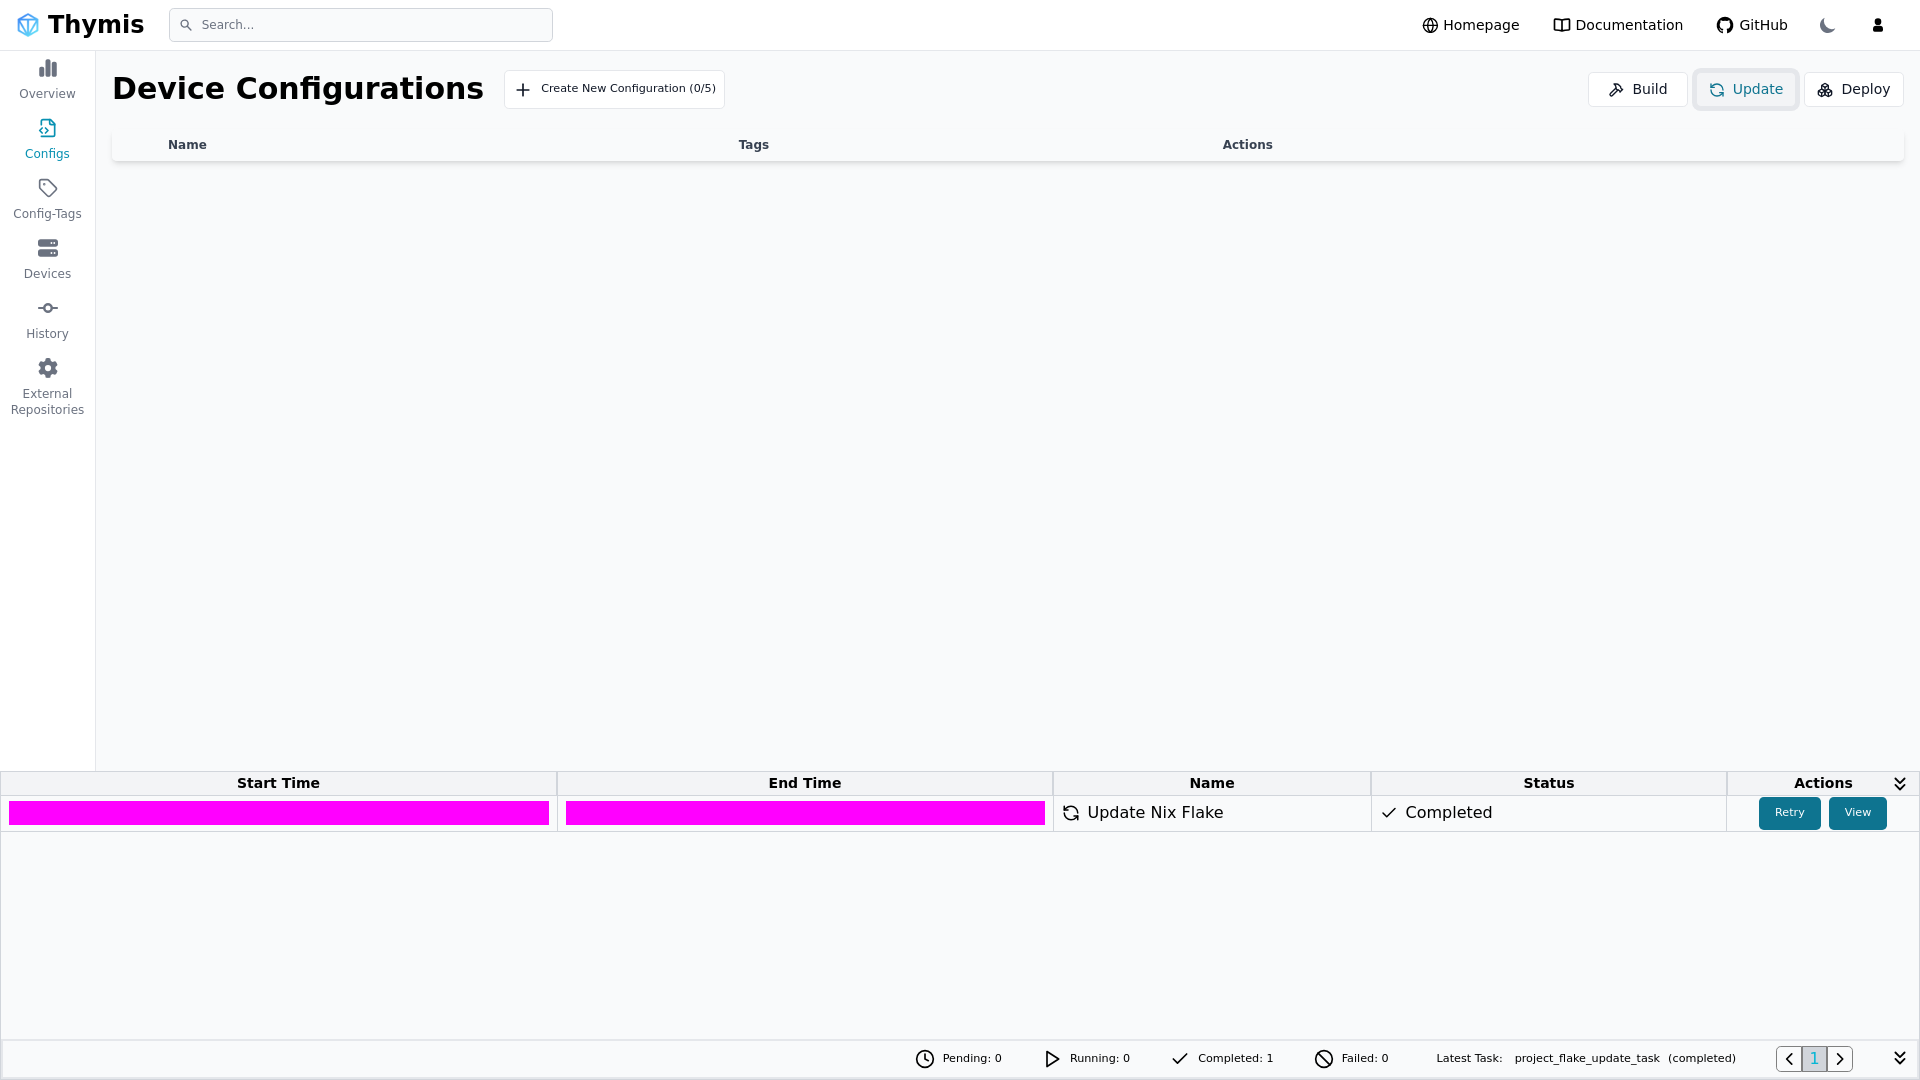 Thymis
Search...
Homepage
Documentation
GitHub
Overview
Configs
Config-Tags
Devices
History
External
Repositories
Device Configurations
Create New Configuration (0/5)
Build
Update
Deploy
Name Tags Actions
Start Time End Time Name Status Actions
Update Nix Flake Completed Retry View
Pending: 0 Running: 0 Completed: 1 Failed: 0 Latest Task: project_flake_update_task (completed) 1